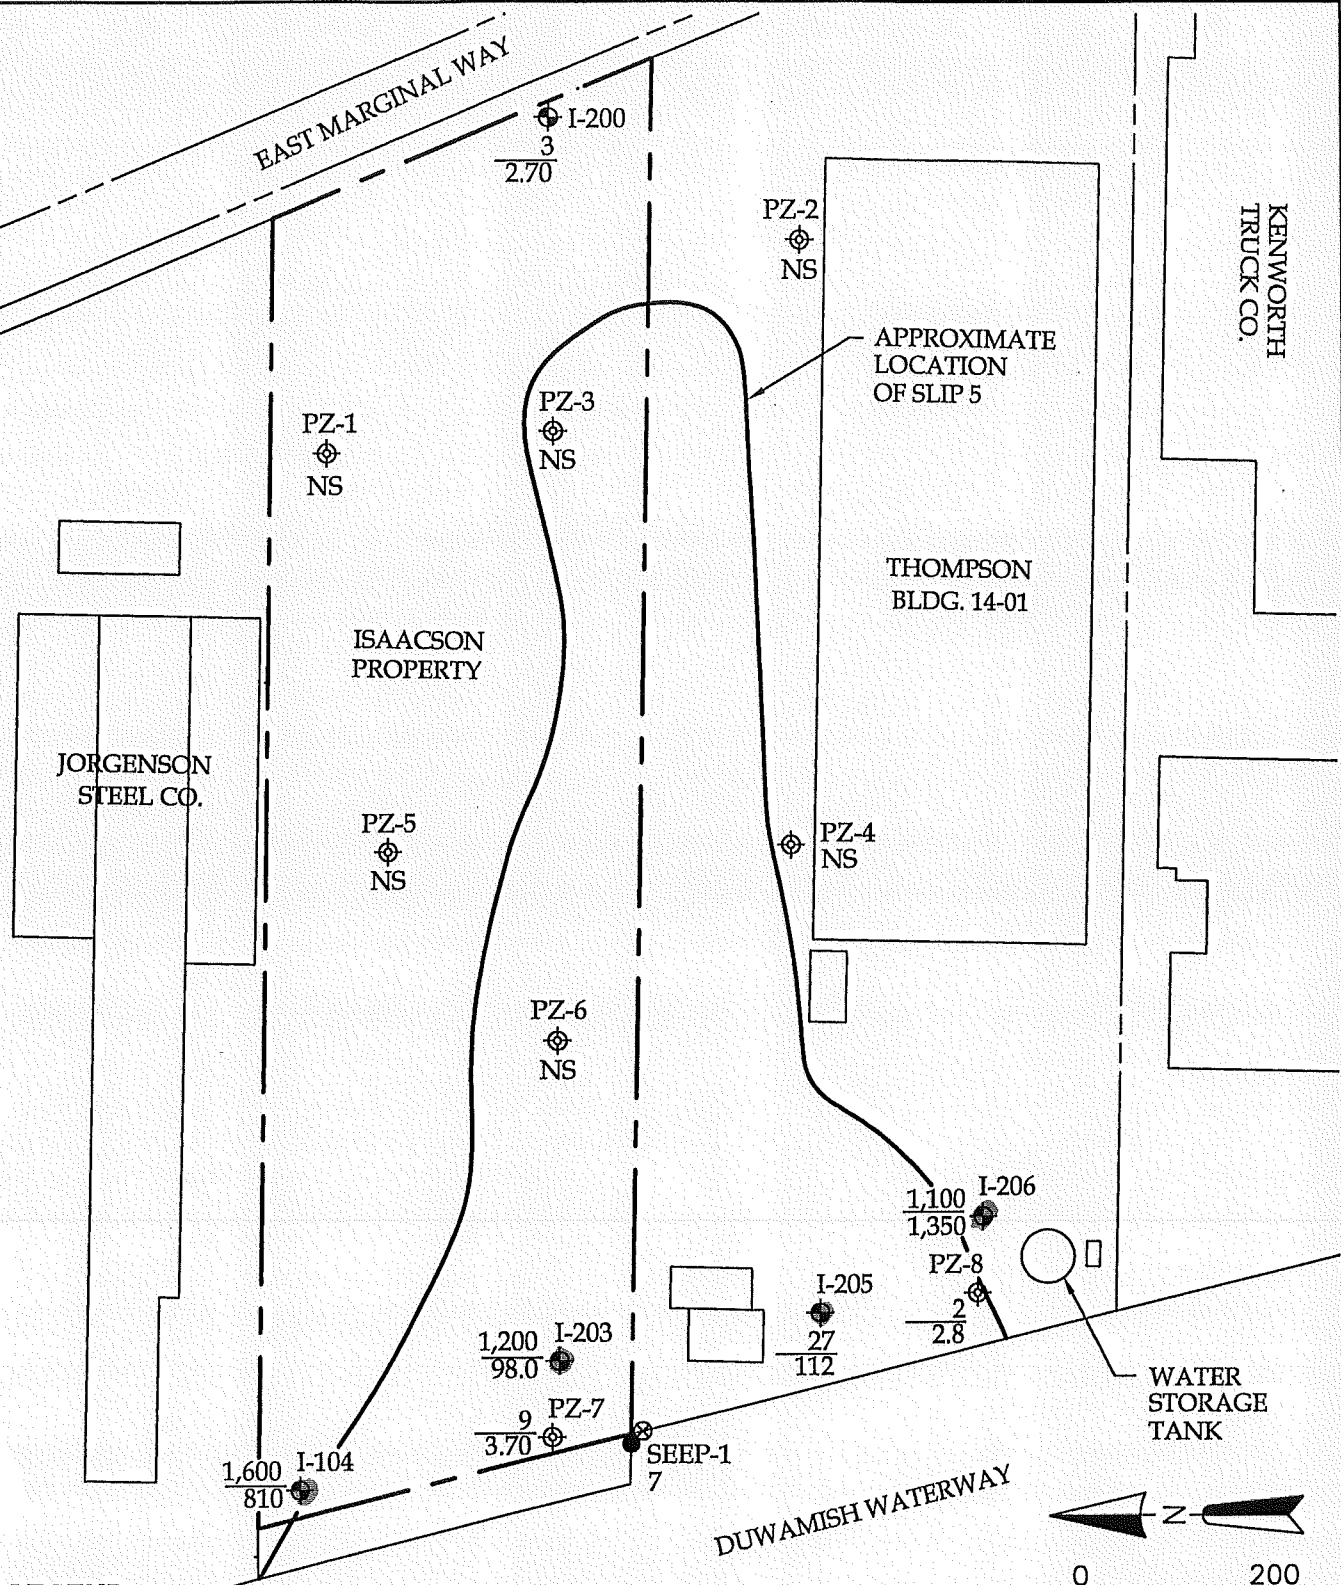 EAST MARGINAL WAY
I-200
3
2.70
PZ-2
NS
KENWORTH
TRUCK CO.
APPROXIMATE
LOCATION
OF SLIP 5
PZ-3
NS
PZ-1
NS
THOMPSON
BLDG. 14-01
ISAACSON
PROPERTY
JORGENSON
STEEL CO.
PZ-5
NS
PZ-4
NS
PZ-6
NS
I-206
1,100
1,350
PZ-8
2
2.8
I-205
27
112
I-203
1,200
98.0
PZ-7
9
3.70
SEEP-1
7
WATER
STORAGE
TANK
I-104
1,600
810
DUWAMISH WATERWAY
N
0 200